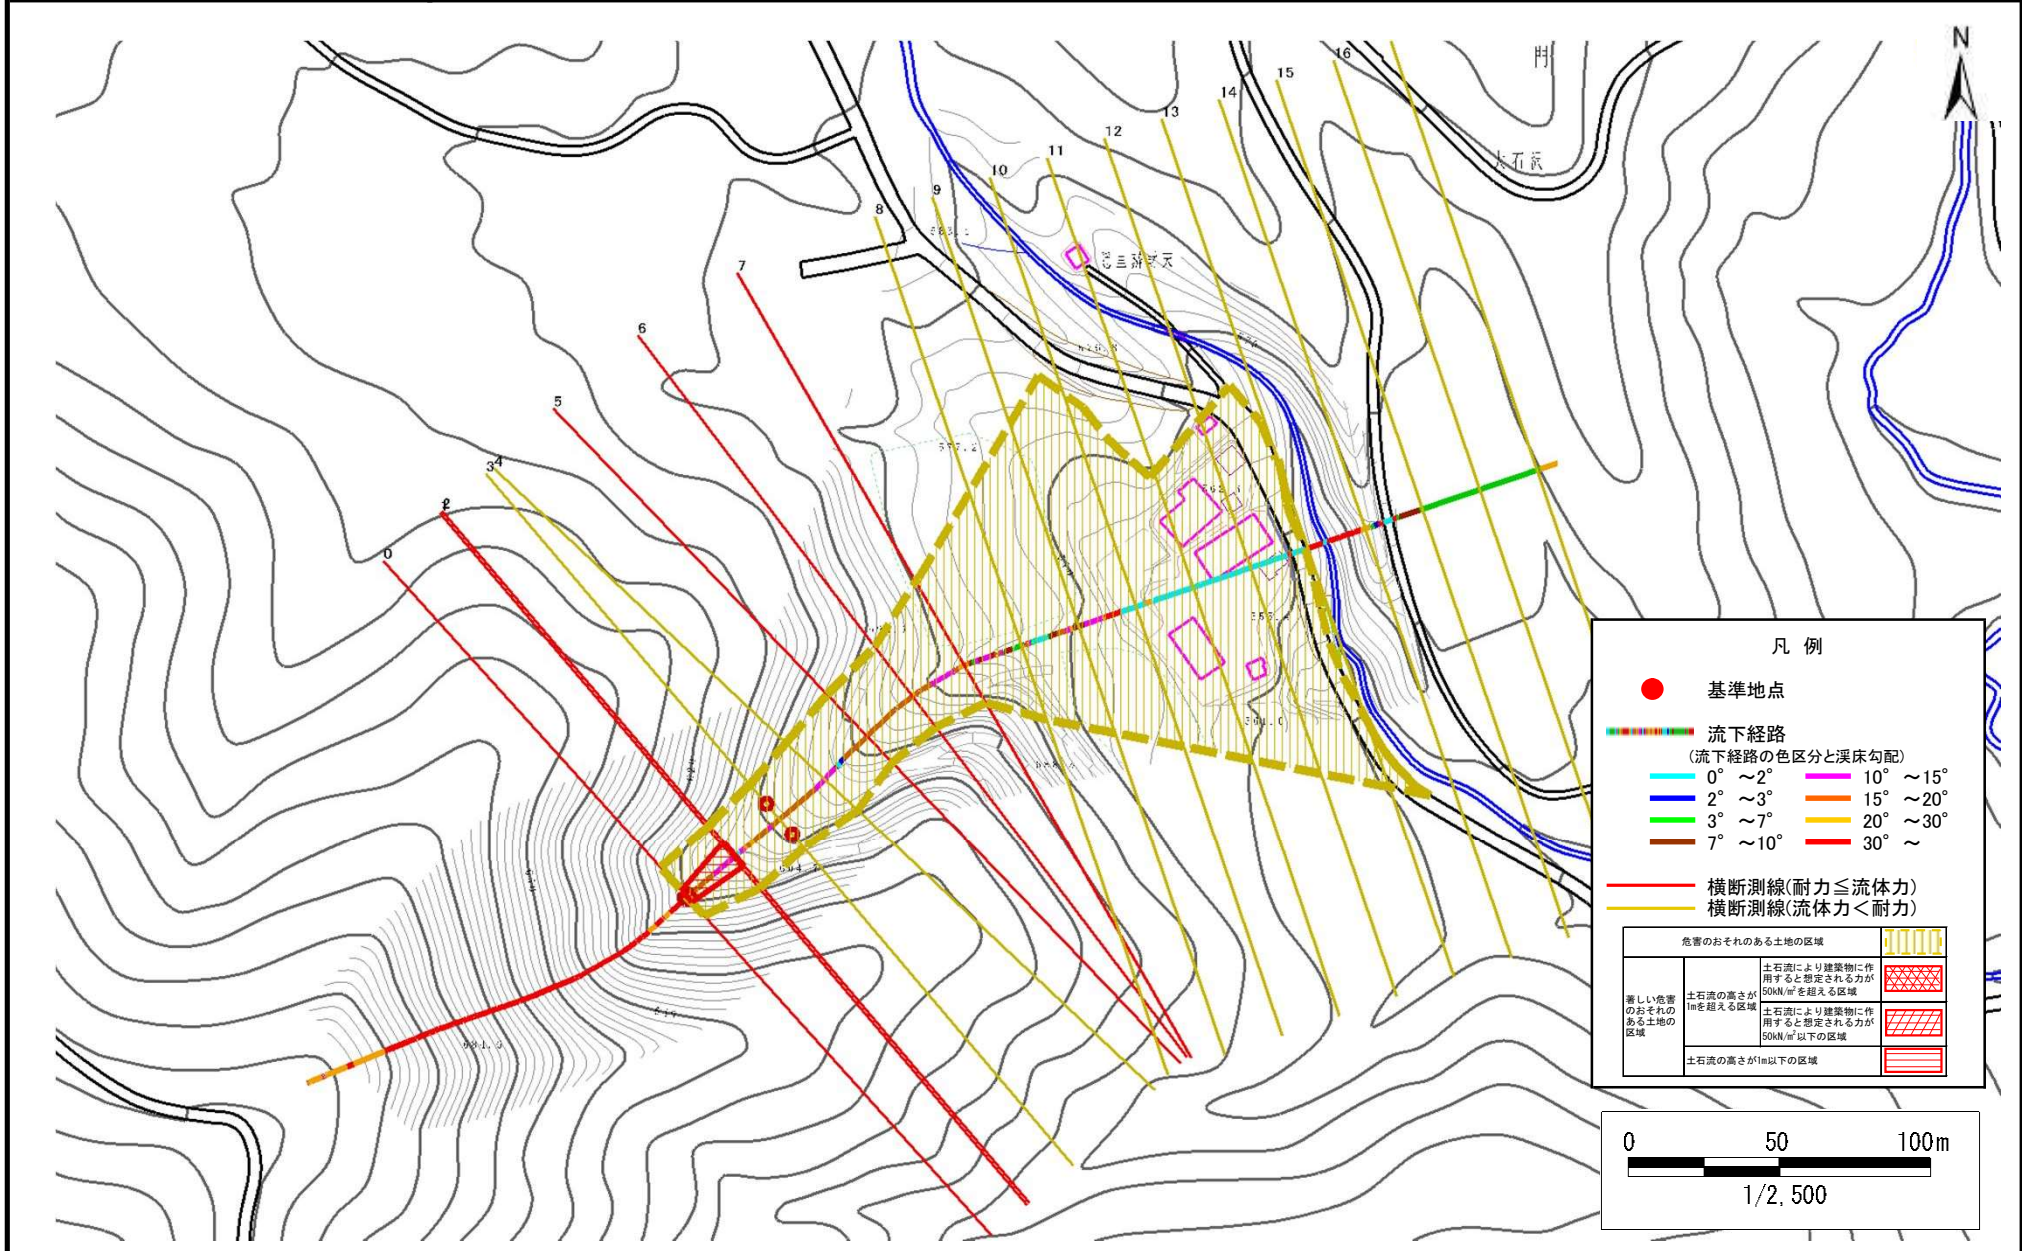 N
16
15
14
13
12
11
10
9
8
7
6
5
4
3
2
0
門
凡 例
基準地点
流下経路
(流下経路の色区分と渓床勾配)
0° ～2° 10° ～15°
2° ～3° 15° ～20°
3° ～7° 20° ～30°
7° ～10° 30° ～
横断測線(耐力≦流体力)
横断測線(流体力＜耐力)
危害のおそれのある土地の区域
著しい危害
のおそれの
ある土地の
区域
土石流の高さが
1mを超える区域
土石流により建築物に作
用すると想定される力が
50kN/㎡を超える区域
土石流により建築物に作
用すると想定される力が
50kN/㎡以下の区域
土石流の高さが1m以下の区域
0 50 100m
1/2,500